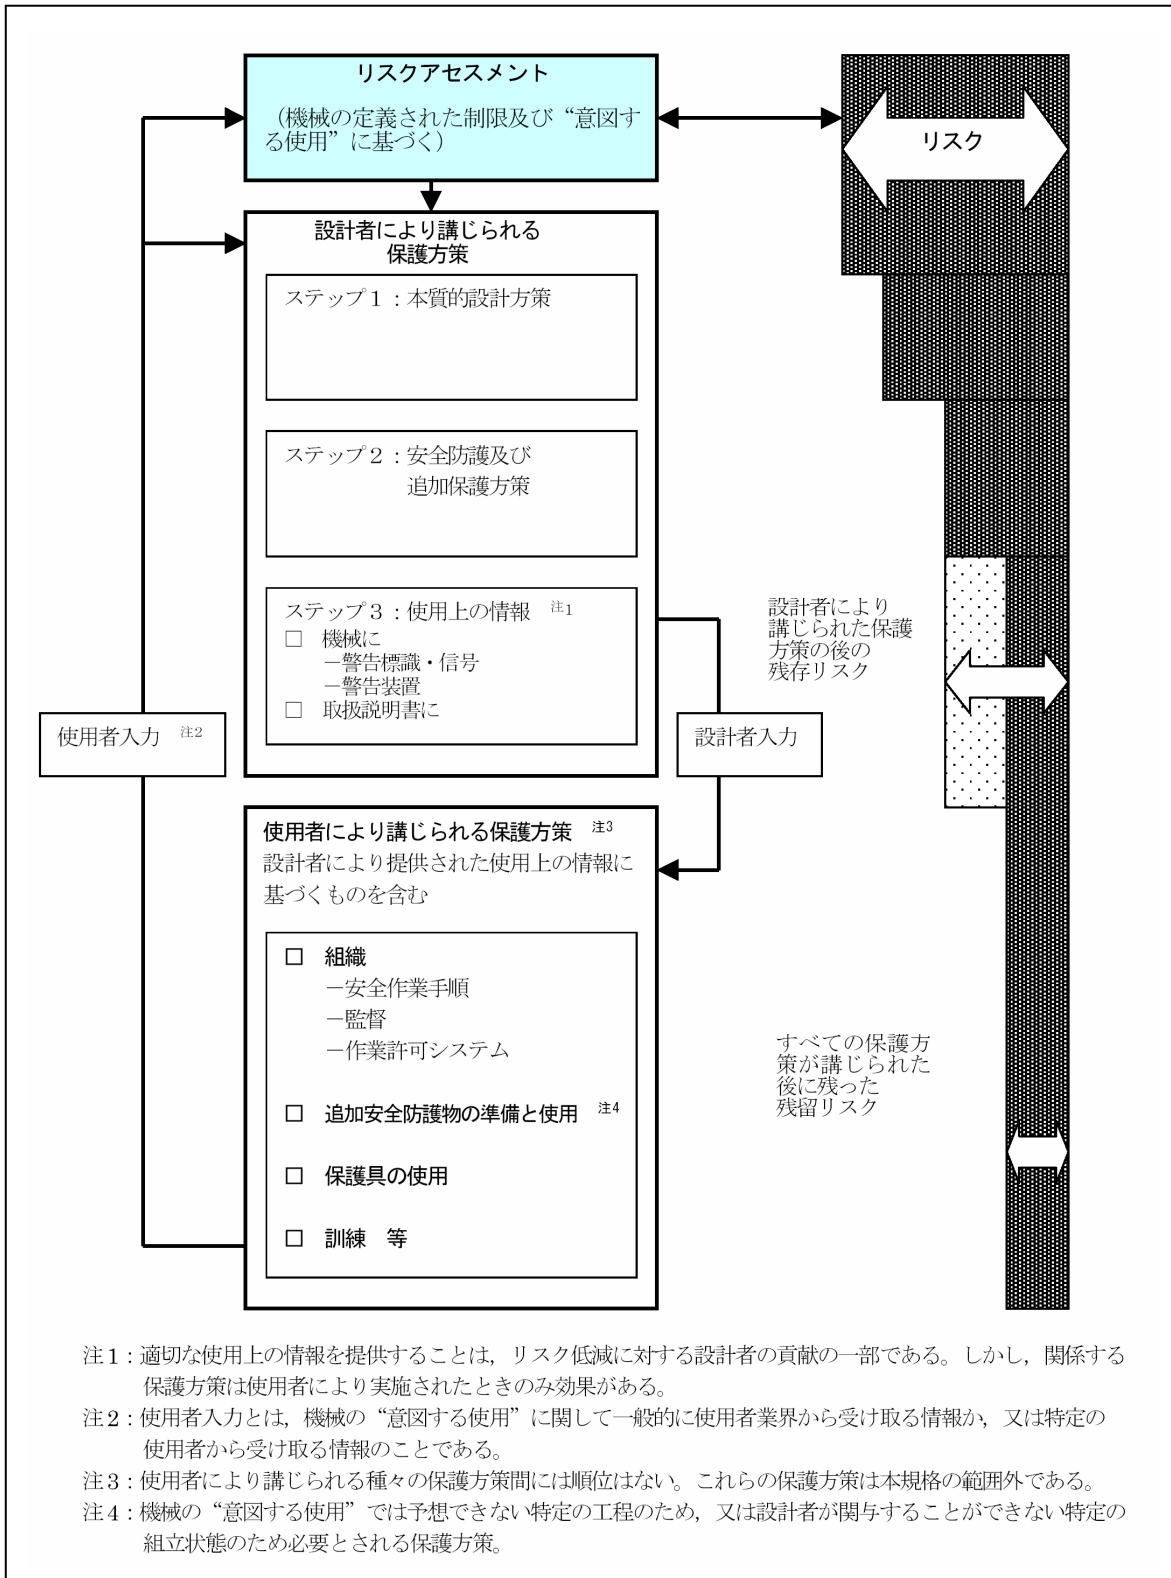 リスクアセスメント
（機械の定義された制限及び“意図す
る使用”に基づく）
リスク
設計者により講じられる
保護方策
ステップ１：本質的設計方策
ステップ２：安全防護及び
追加保護方策
ステップ３：使用上の情報 注1
□ 機械に
－警告標識・信号
－警告装置
□ 取扱説明書に
設計者により
講じられた保護
方策の後の
残存リスク
使用者入力 注2
設計者入力
使用者により講じられる保護方策 注3
設計者により提供された使用上の情報に
基づくものを含む
□ 組織
－安全作業手順
－監督
－作業許可システム
□ 追加安全防護物の準備と使用 注4
□ 保護具の使用
□ 訓練 等
すべての保護方
策が講じられた
後に残った
残留リスク
注１：適切な使用上の情報を提供することは，リスク低減に対する設計者の貢献の一部である。しかし，関係する
保護方策は使用者により実施されたときのみ効果がある。
注２：使用者入力とは，機械の“意図する使用”に関して一般的に使用者業界から受け取る情報か，又は特定の
使用者から受け取る情報のことである。
注３：使用者により講じられる種々の保護方策間には順位はない。これらの保護方策は本規格の範囲外である。
注４：機械の“意図する使用”では予想できない特定の工程のため，又は設計者が関与することができない特定の
組立状態のため必要とされる保護方策。